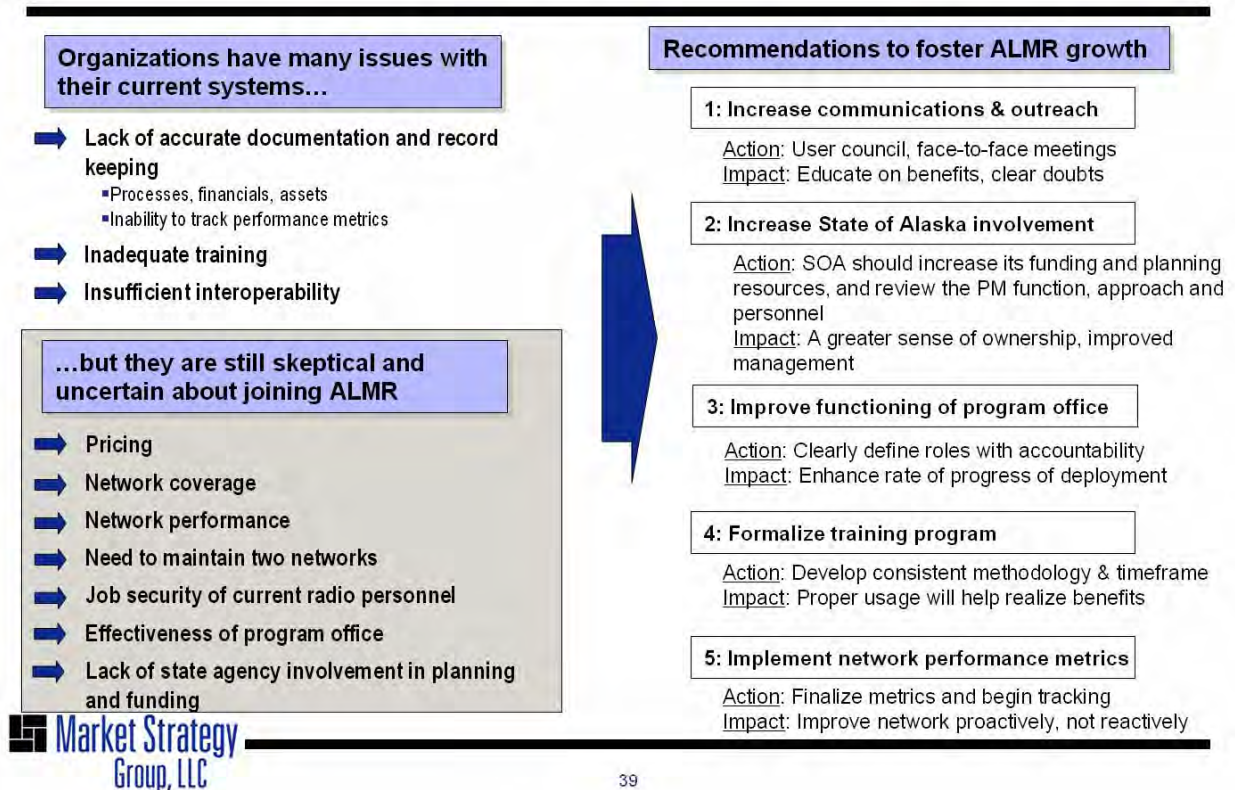 Organizations have many issues with
their current systems…
Lack of accurate documentation and record
keeping
▪Processes, financials, assets
▪Inability to track performance metrics
Inadequate training
Insufficient interoperability
…but they are still skeptical and
uncertain about joining ALMR
Pricing
Network coverage
Network performance
Need to maintain two networks
Job security of current radio personnel
Effectiveness of program office
Lack of state agency involvement in planning
and funding
Recommendations to foster ALMR growth
1: Increase communications & outreach
Action: User council, face-to-face meetings
Impact: Educate on benefits, clear doubts
2: Increase State of Alaska involvement
Action: SOA should increase its funding and planning
resources, and review the PM function, approach and
personnel
Impact: A greater sense of ownership, improved
management
3: Improve functioning of program office
Action: Clearly define roles with accountability
Impact: Enhance rate of progress of deployment
4: Formalize training program
Action: Develop consistent methodology & timeframe
Impact: Proper usage will help realize benefits
5: Implement network performance metrics
Action: Finalize metrics and begin tracking
Impact: Improve network proactively, not reactively
Market Strategy
Group, LLC
39